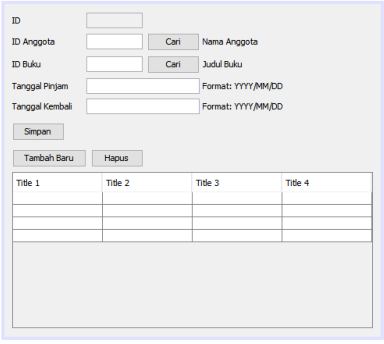 ID
ID Anggota Cari Nama Anggota
ID Buku Cari Judul Buku
Tanggal Pinjam Format: YYYY/MM/DD
Tanggal Kembali Format: YYYY/MM/DD
Simpan
Tambah Baru Hapus
Title 1 Title 2 Title 3 Title 4